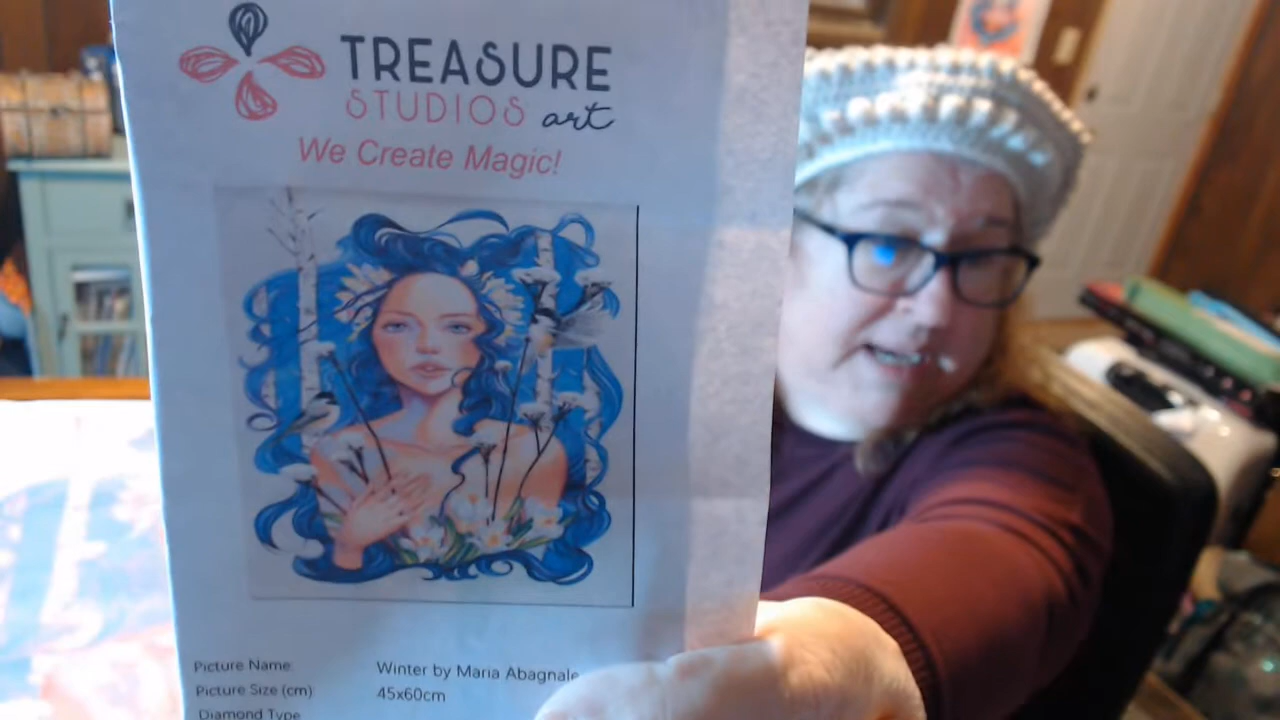 TREASURE
STUDIOS art
We Create Magic!
Picture Name Winter by Maria Abagnale
Picture Size (cm) 45x60cm
Diamond Type